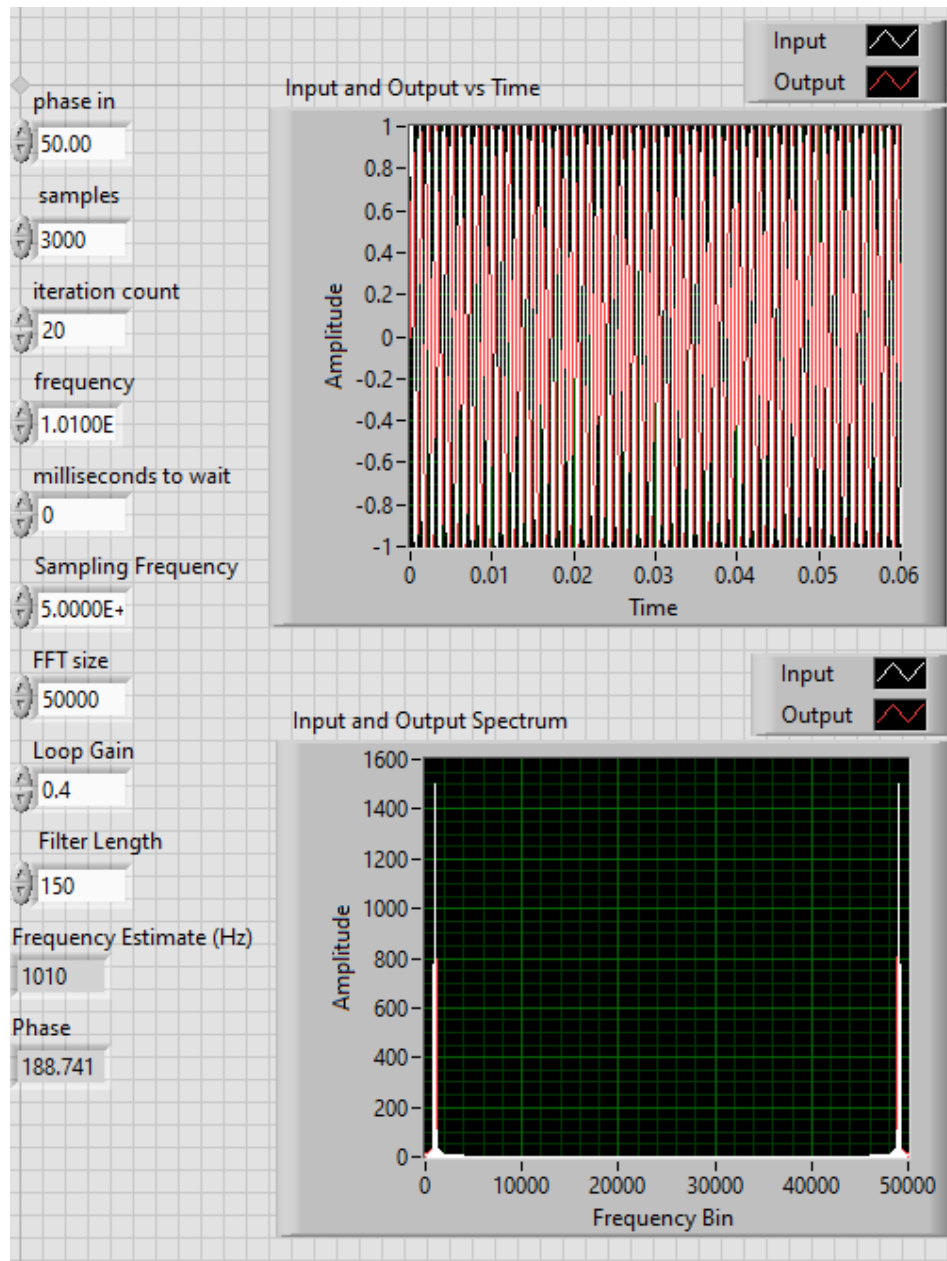 phase in
50.00
samples
3000
iteration count
20
frequency
1.0100E
milliseconds to wait
0
Sampling Frequency
5.0000E+
FFT size
50000
Loop Gain
0.4
Filter Length
150
Frequency Estimate (Hz)
1010
Phase
188.741
Input
Output
Input and Output vs Time
1
0.8
0.6
0.4
0.2
0
-0.2
-0.4
-0.6
-0.8
-1
Amplitude
0 0.01 0.02 0.03 0.04 0.05 0.06
Time
Input
Output
Input and Output Spectrum
1600
1400
1200
1000
800
600
400
200
0
Amplitude
0 10000 20000 30000 40000 50000
Frequency Bin